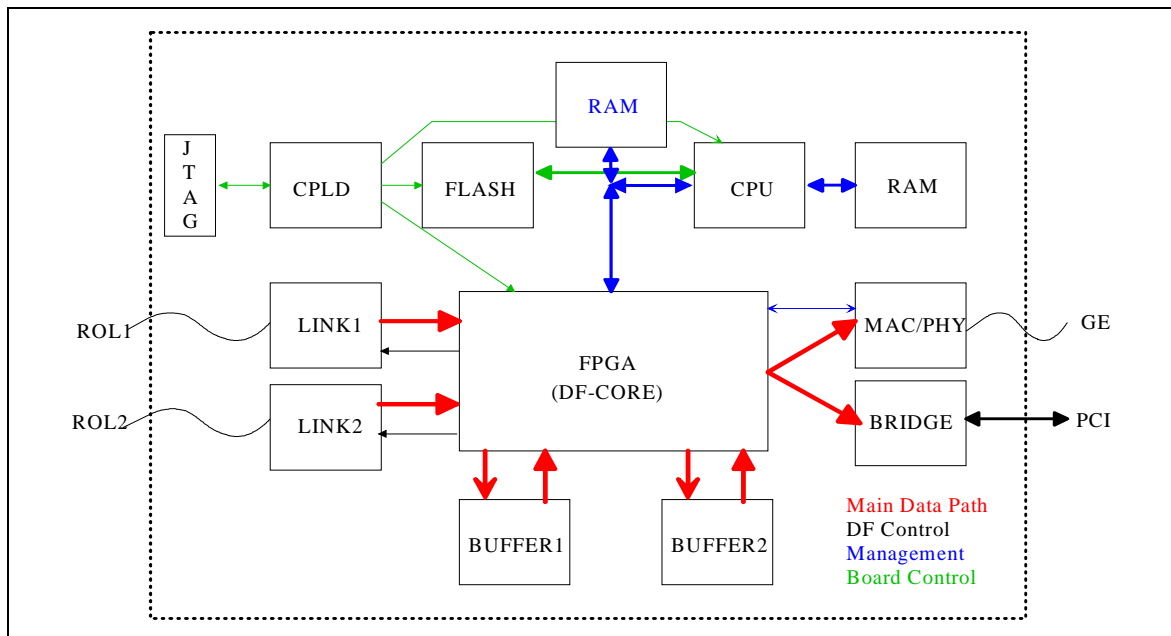 RAM
J
T
A
G
CPLD
FLASH
CPU
RAM
ROL1
LINK1
FPGA
(DF-CORE)
MAC/PHY
GE
ROL2
LINK2
BRIDGE
PCI
BUFFER1
BUFFER2
Main Data Path
DF Control
Management
Board Control